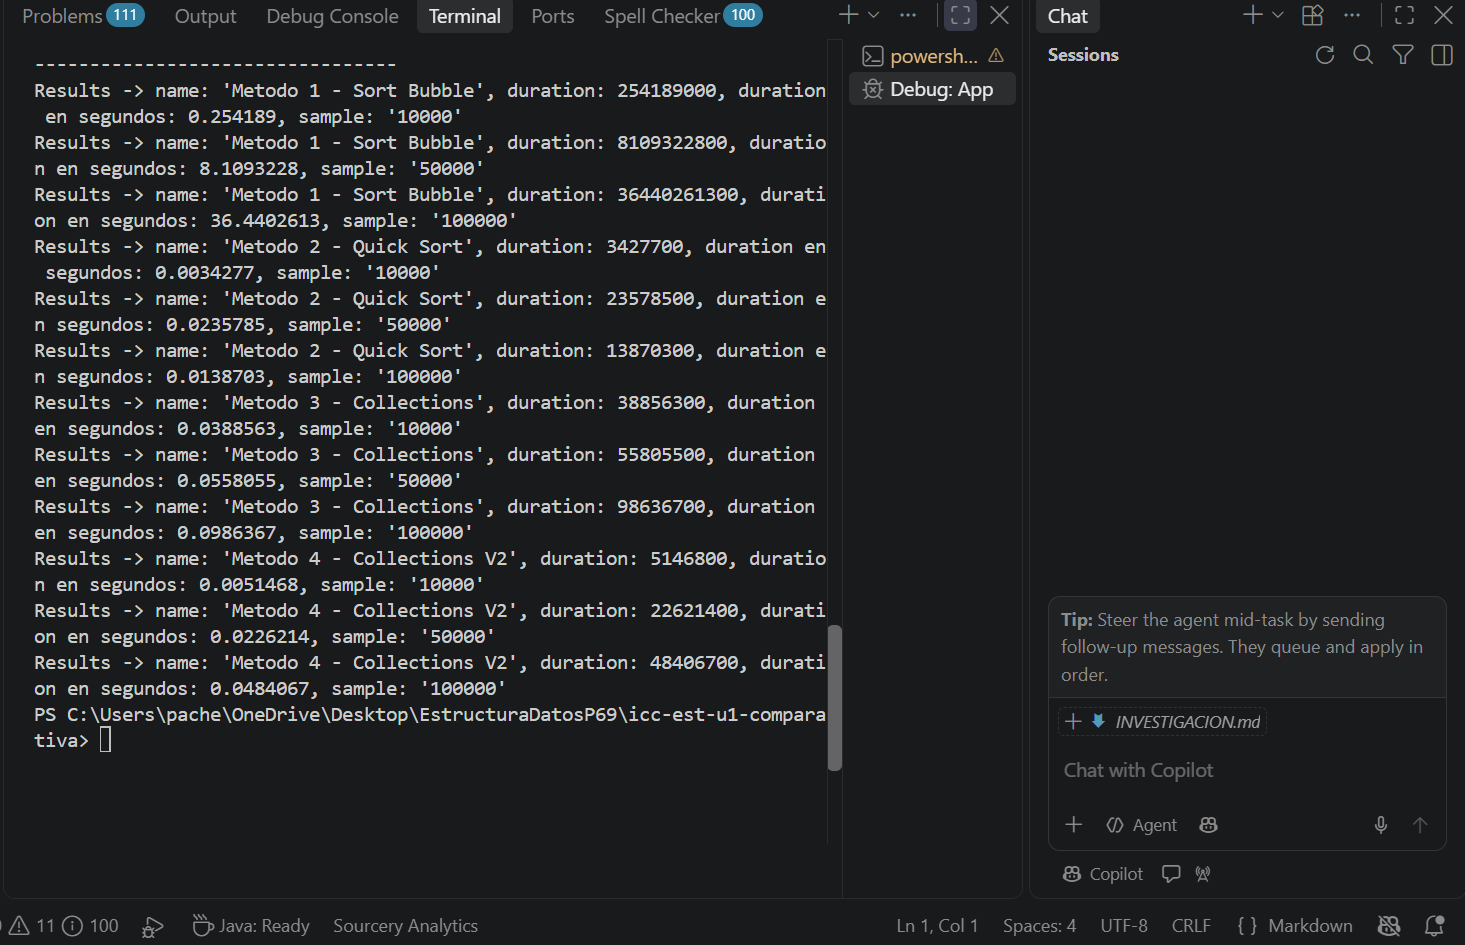 Problems 111 Output Debug Console Terminal Ports Spell Checker 100
Chat
Sessions
---------------------------------
Results -> name: 'Metodo 1 - Sort Bubble', duration: 254189000, duration
 en segundos: 0.254189, sample: '10000'
Results -> name: 'Metodo 1 - Sort Bubble', duration: 8109322800, duratio
n en segundos: 8.1093228, sample: '50000'
Results -> name: 'Metodo 1 - Sort Bubble', duration: 36440261300, durati
on en segundos: 36.4402613, sample: '100000'
Results -> name: 'Metodo 2 - Quick Sort', duration: 3427700, duration en
 segundos: 0.0034277, sample: '10000'
Results -> name: 'Metodo 2 - Quick Sort', duration: 23578500, duration e
n segundos: 0.0235785, sample: '50000'
Results -> name: 'Metodo 2 - Quick Sort', duration: 13870300, duration e
n segundos: 0.0138703, sample: '100000'
Results -> name: 'Metodo 3 - Collections', duration: 38856300, duration
en segundos: 0.0388563, sample: '10000'
Results -> name: 'Metodo 3 - Collections', duration: 55805500, duration
en segundos: 0.0558055, sample: '50000'
Results -> name: 'Metodo 3 - Collections', duration: 98636700, duration
en segundos: 0.0986367, sample: '100000'
Results -> name: 'Metodo 4 - Collections V2', duration: 5146800, duratio
n en segundos: 0.0051468, sample: '10000'
Results -> name: 'Metodo 4 - Collections V2', duration: 22621400, durati
on en segundos: 0.0226214, sample: '50000'
Results -> name: 'Metodo 4 - Collections V2', duration: 48406700, durati
on en segundos: 0.0484067, sample: '100000'
PS C:\Users\pache\OneDrive\Desktop\EstructuraDatosP69\icc-est-u1-compara
tiva>
powersh...
Debug: App
Tip: Steer the agent mid-task by sending
follow-up messages. They queue and apply in
order.
INVESTIGACION.md
Chat with Copilot
Agent
Copilot
11 100 Java: Ready Sourcery Analytics Ln 1, Col 1 Spaces: 4 UTF-8 CRLF { } Markdown